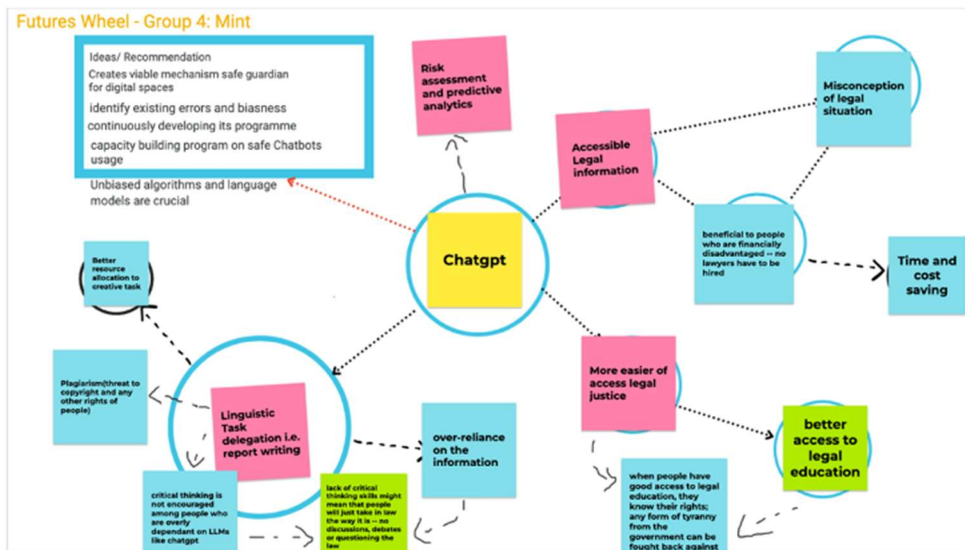 Futures Wheel - Group 4: Mint
Ideas/ Recommendation
Creates viable mechanism safe guardian
for digital spaces
identify existing errors and biasness
continuously developing its programme
capacity building program on safe Chatbots
usage
Unbiased algorithms and language
models are crucial
Risk
assessment
and predictive
analytics
Accessible
Legal
information
Misconception
of legal
situation
Chatgpt
beneficial to people
who are financially
disadvantaged -- no
lawyers have to be
hired
Time and
cost
saving
Better
resource
allocation to
creative task
Plagiarism(threat to
copyright and any
other rights of
people)
Linguistic
Task
delegation i.e.
report writing
over-reliance
on the
information
More easier of
access legal
justice
better
access to
legal
education
critical thinking is
not encouraged
among people who
are overly
dependant on LLMs
like chatgpt
lack of critical
thinking skills might
mean that people
will just take in law
the way it is -- no
discussions, debates
or questioning the
law
when people have
good access to legal
education, they
know their rights;
any form of tyranny
from the
government can be
fought back against